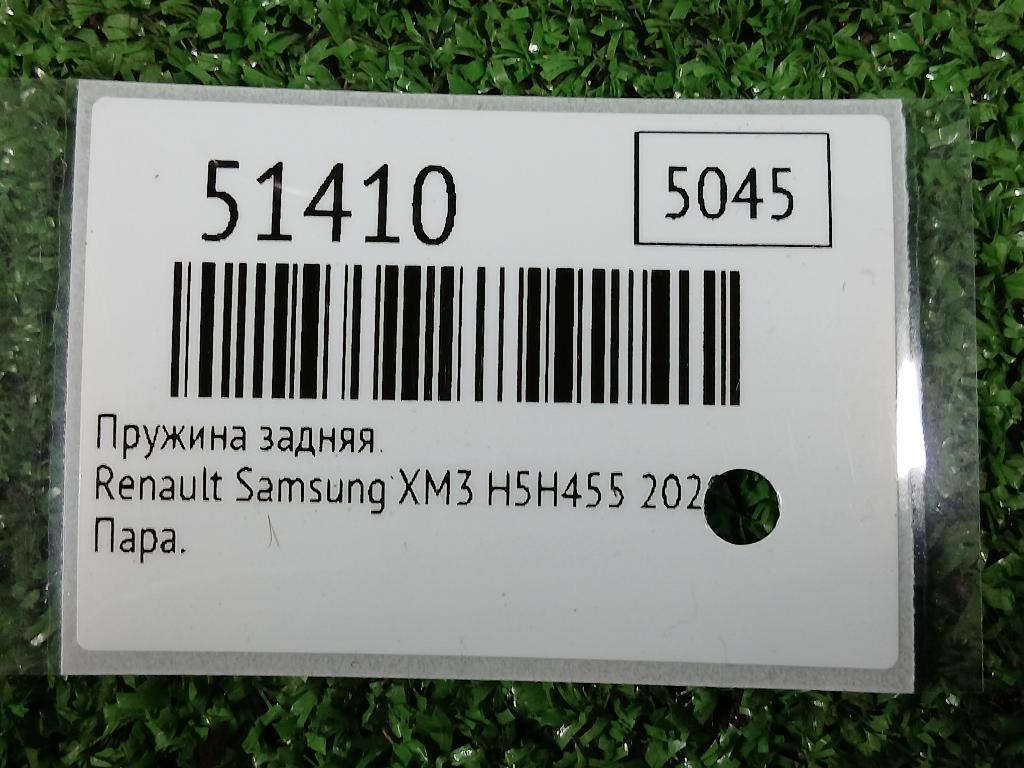 51410
5045
Пружина задняя.
Renault Samsung XM3 H5H455
Пара.